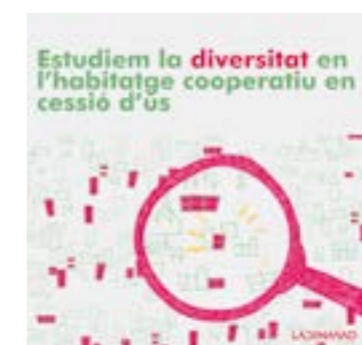 Estudiem la diversitat en
l'habitatge cooperatiu en
cessió d'ús